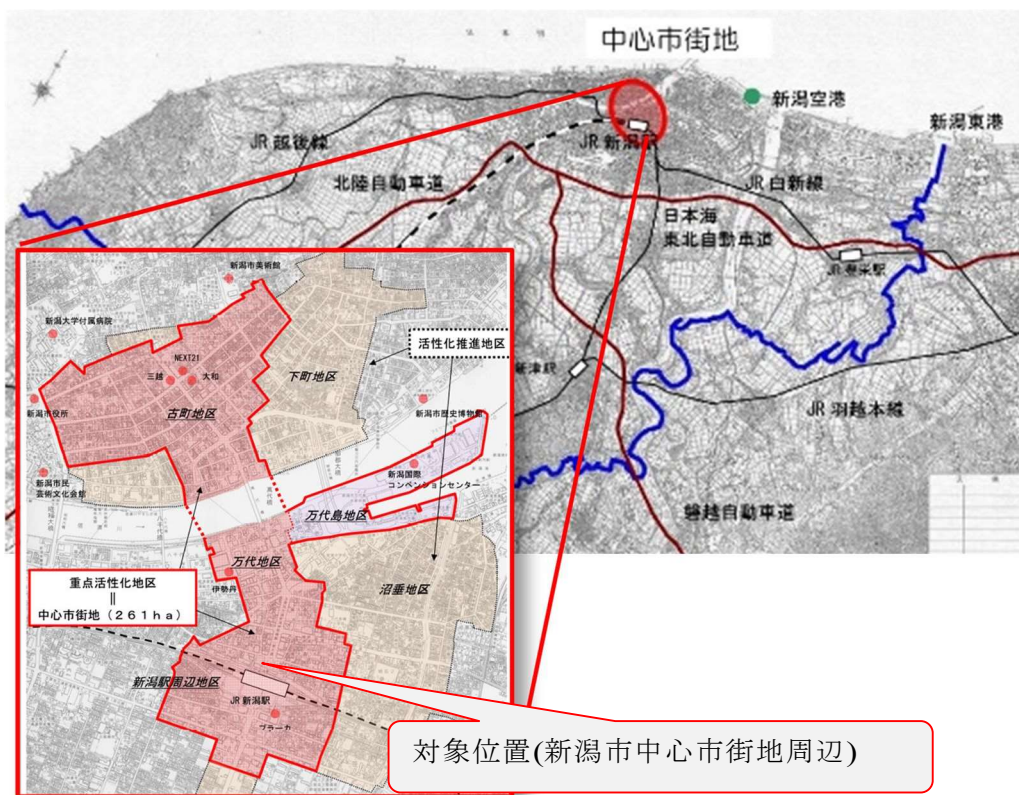 中心市街地
新潟空港
新潟東港
JR 越後線
JR 新潟駅
北陸自動車道
JR 白新線
日本海
東北自動車道
JR 豊栄駅
新津駅
JR 羽越本線
磐越自動車道
新潟市美術館
新潟大学付属病院
活性化推進地区
NEXT21
三越
大和
下町地区
古町地区
新潟市役所
新潟市歴史博物館
新潟市民
芸術文化会館
新潟国際
コンベンションセンター
万代島地区
万代地区
沼垂地区
伊勢丹
重点活性化地区
||
中心市街地(261ha)
新潟駅周辺地区
JR 新潟駅
プラーカ
対象位置(新潟市中心市街地周辺)